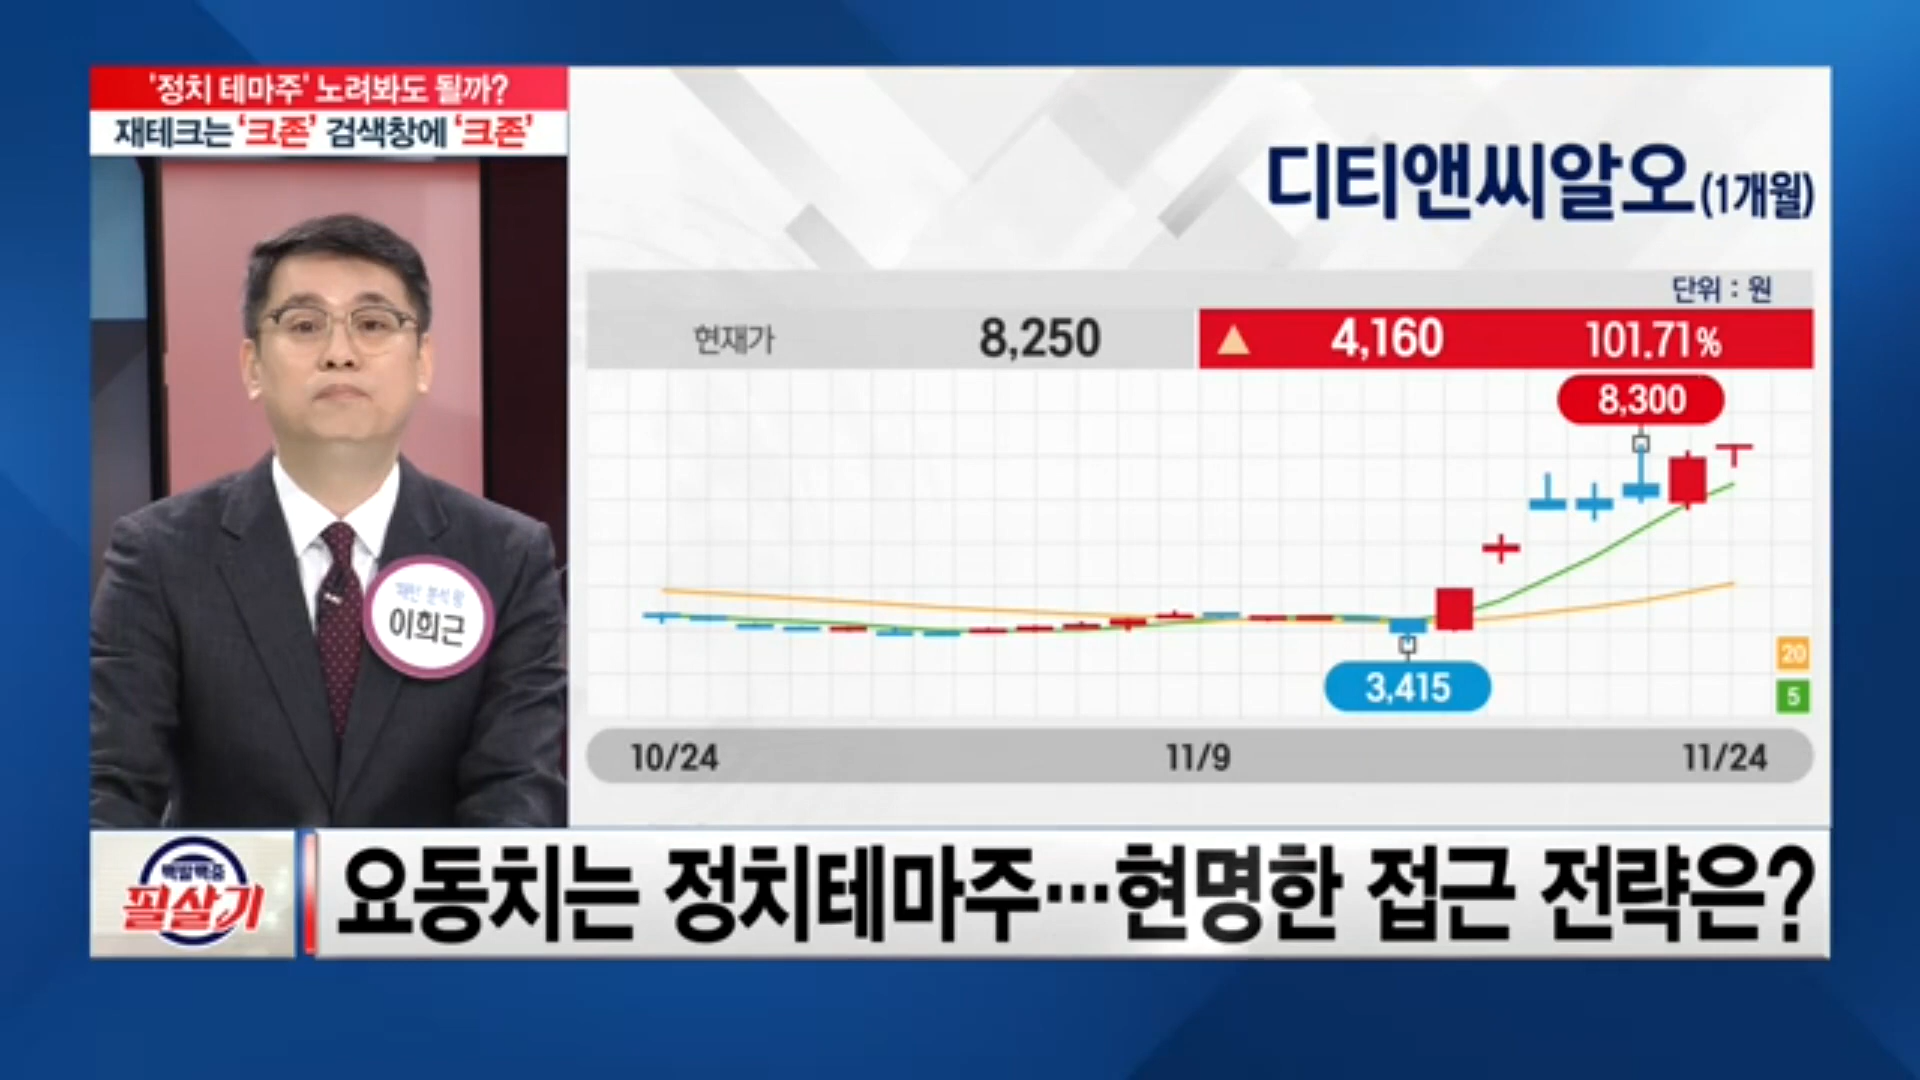 '정치 테마주' 노려봐도 될까?
재테크는 '크존' 검색창에 '크존'
디티앤씨알오(1개월)
단위 : 원
현재가 8,250 ▲ 4,160 101.71%
8,300
이희근
3,415
20
5
10/24 11/9 11/24
백발백중
필살기
요동치는 정치테마주…현명한 접근 전략은?